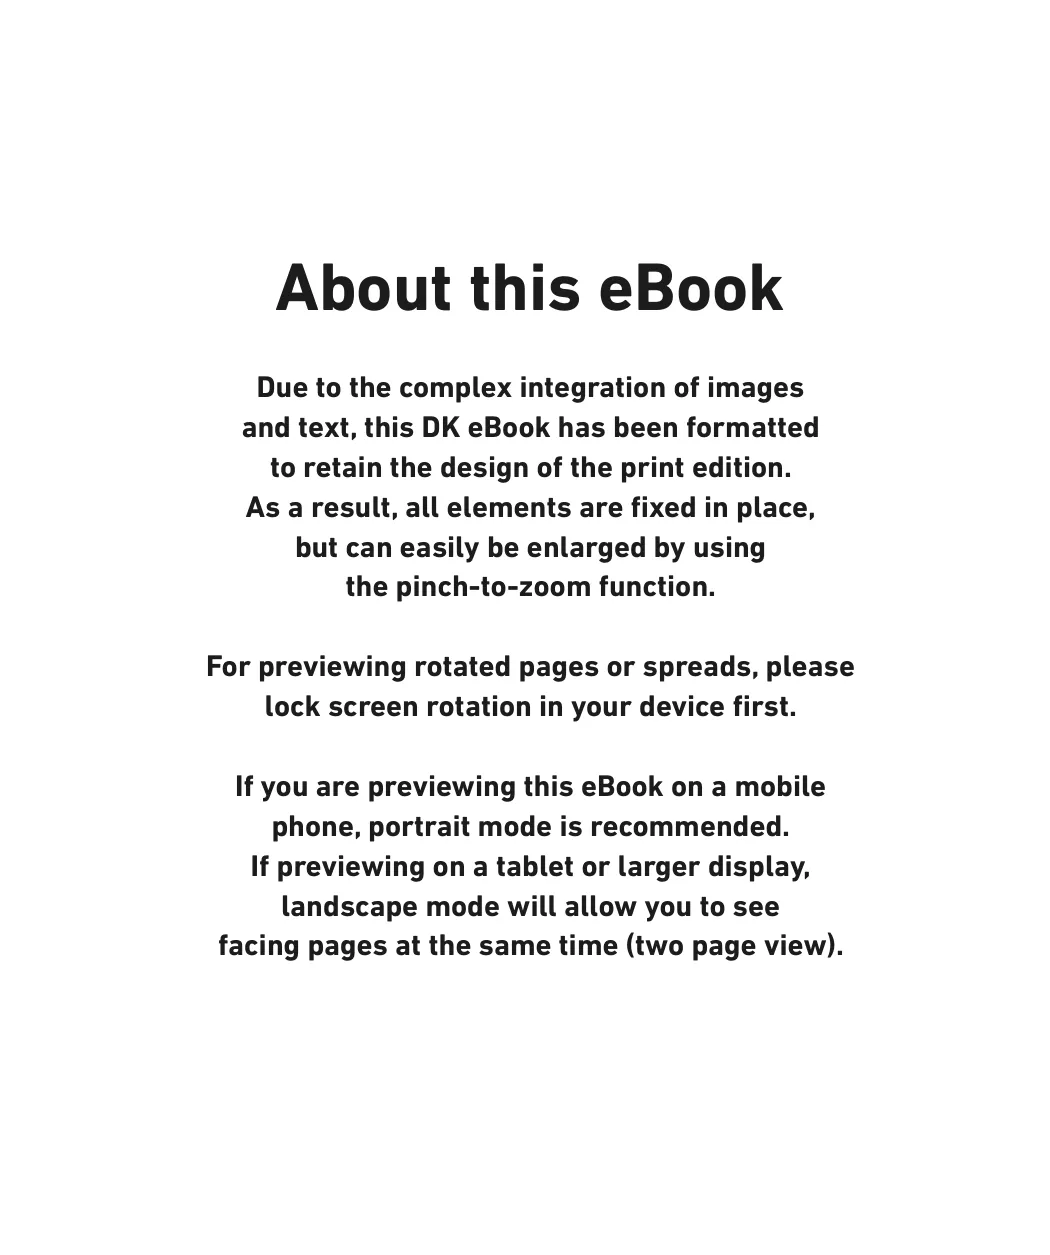 About this eBook
Due to the complex integration of images
and text, this DK eBook has been formatted
to retain the design of the print edition.
As a result, all elements are fixed in place,
but can easily be enlarged by using
the pinch-to-zoom function.
For previewing rotated pages or spreads, please
lock screen rotation in your device first.
If you are previewing this eBook on a mobile
phone, portrait mode is recommended.
If previewing on a tablet or larger display,
landscape mode will allow you to see
facing pages at the same time (two page view).